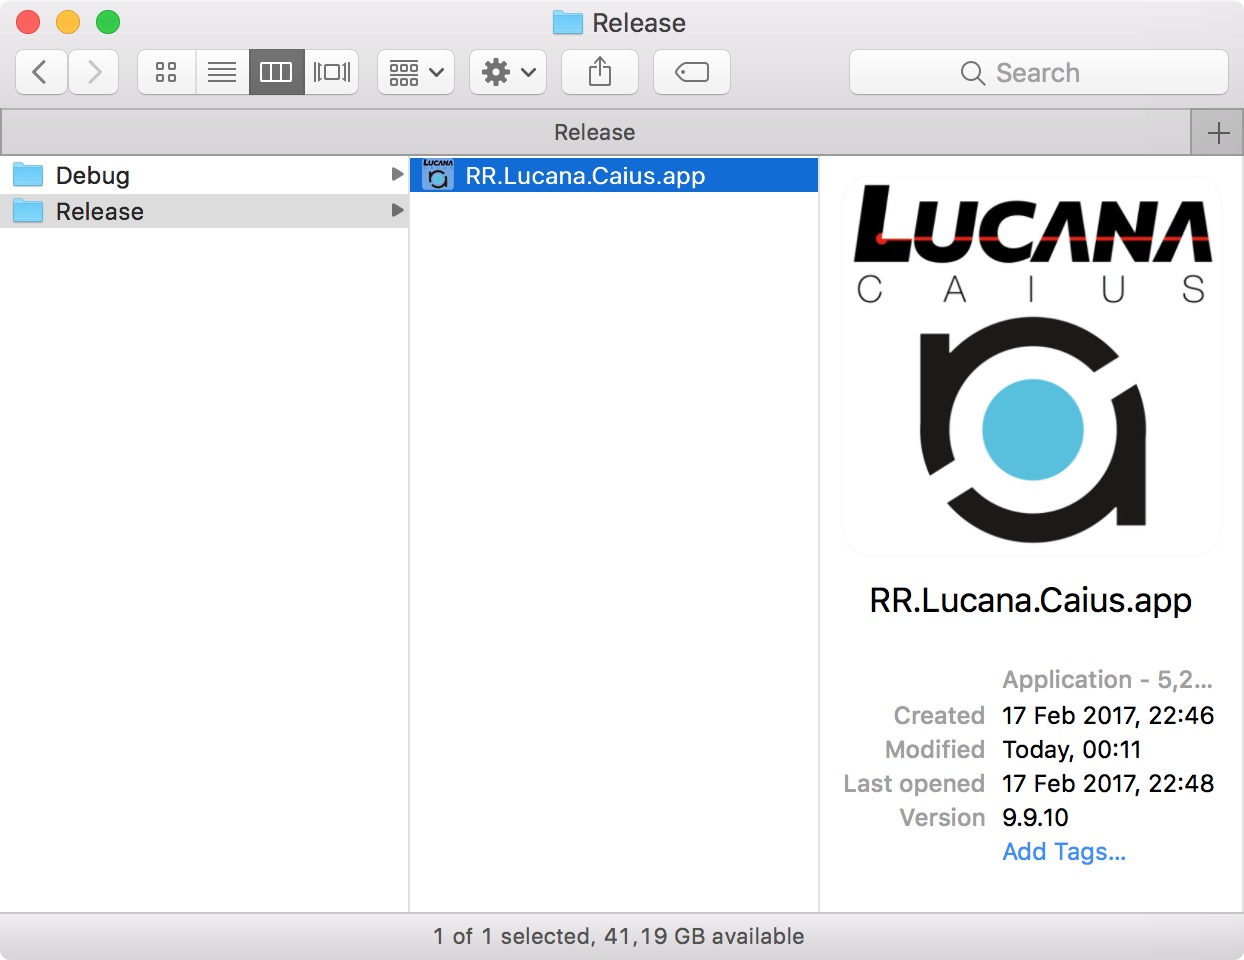 Release
Search
Release
Debug
Release
LUCANA
RR.Lucana.Caius.app
LUCANA
CAIUS
RR.Lucana.Caius.app
Application - 5,2...
Created 17 Feb 2017, 22:46
Modified Today, 00:11
Last opened 17 Feb 2017, 22:48
Version 9.9.10
Add Tags...
1 of 1 selected, 41,19 GB available